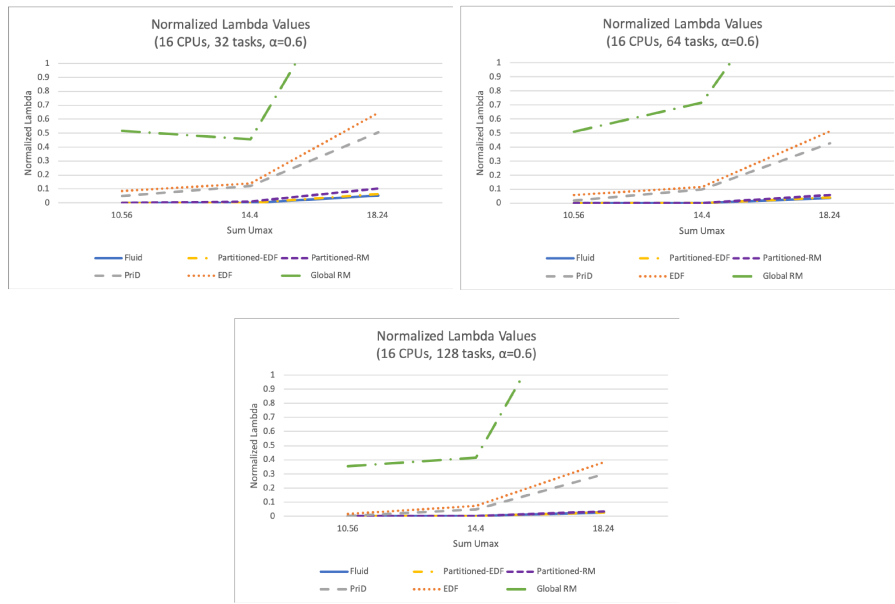 Normalized Lambda Values
(16 CPUs, 32 tasks, α=0.6)
Normalized Lambda
1
0.9
0.8
0.7
0.6
0.5
0.4
0.3
0.2
0.1
0
10.56 14.4 18.24
Sum Umax
Fluid Partitioned-EDF Partitioned-RM
PriD EDF Global RM
Normalized Lambda Values
(16 CPUs, 64 tasks, α=0.6)
Normalized Lambda
1
0.9
0.8
0.7
0.6
0.5
0.4
0.3
0.2
0.1
0
10.56 14.4 18.24
Sum Umax
Fluid Partitioned-EDF Partitioned-RM
PriD EDF Global RM
Normalized Lambda Values
(16 CPUs, 128 tasks, α=0.6)
Normalized Lambda
1
0.9
0.8
0.7
0.6
0.5
0.4
0.3
0.2
0.1
0
10.56 14.4 18.24
Sum Umax
Fluid Partitioned-EDF Partitioned-RM
PriD EDF Global RM